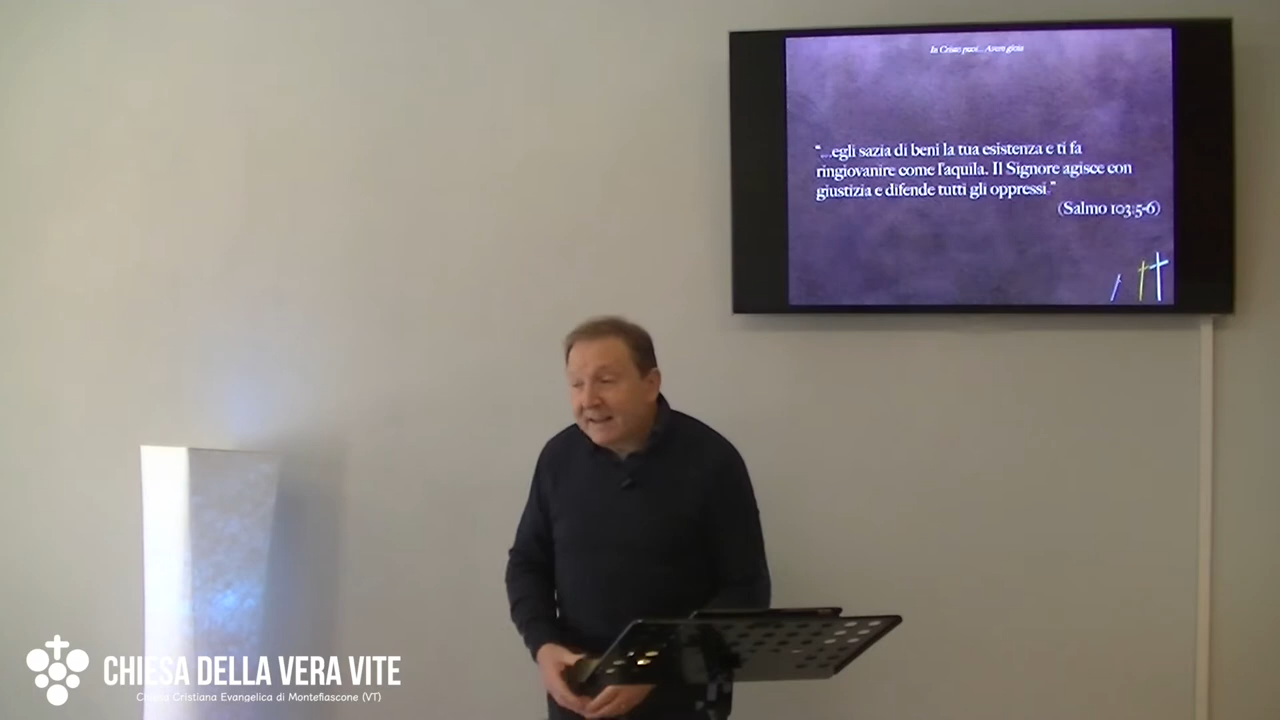 In Cristo puoi... Avere gioia
“...egli sazia di beni la tua esistenza e ti fa
ringiovanire come l'aquila. Il Signore agisce con
giustizia e difende tutti gli oppressi.”
(Salmo 103:5-6)
CHIESA DELLA VERA VITE
Chiesa Cristiana Evangelica di Montefiascone (VT)